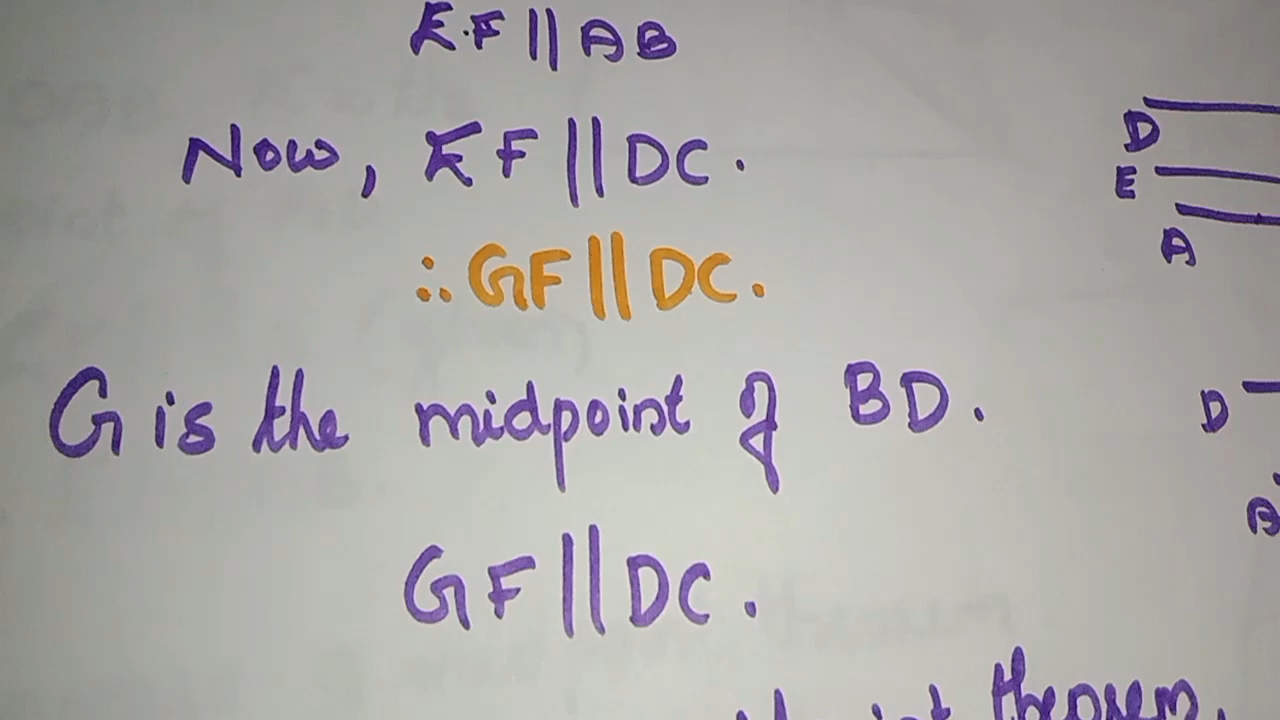 EF || AB
Now, EF || DC.
∴ GF || DC.
G is the midpoint of BD.
GF || DC.
theorem.
D
E
A
D
A